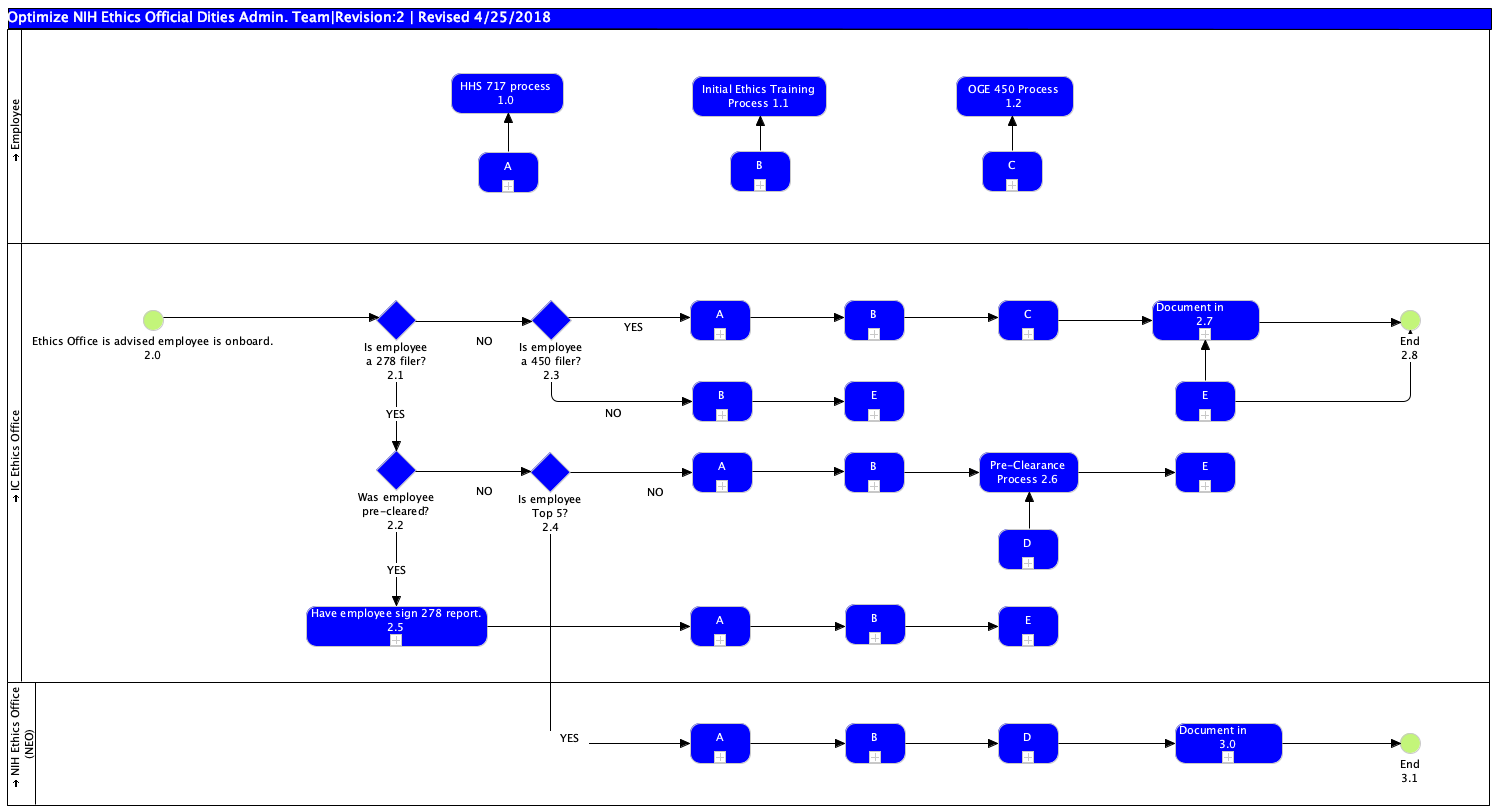 Optimize NIH Ethics Official Dities Admin. Team|Revision:2 | Revised 4/25/2018
Employee
HHS 717 process
1.0
Initial Ethics Training
Process 1.1
OGE 450 Process
1.2
A
B
C
IC Ethics Office
Ethics Office is advised employee is onboard.
2.0
Is employee
a 278 filer?
2.1
NO
Is employee
a 450 filer?
2.3
YES
A
B
C
Document in
2.7
End
2.8
NO
B
E
E
YES
Was employee
pre-cleared?
2.2
NO
Is employee
Top 5?
2.4
NO
A
B
Pre-Clearance
Process 2.6
E
D
YES
Have employee sign 278 report.
2.5
A
B
E
NIH Ethics Office
(NEO)
YES
A
B
D
Document in
3.0
End
3.1